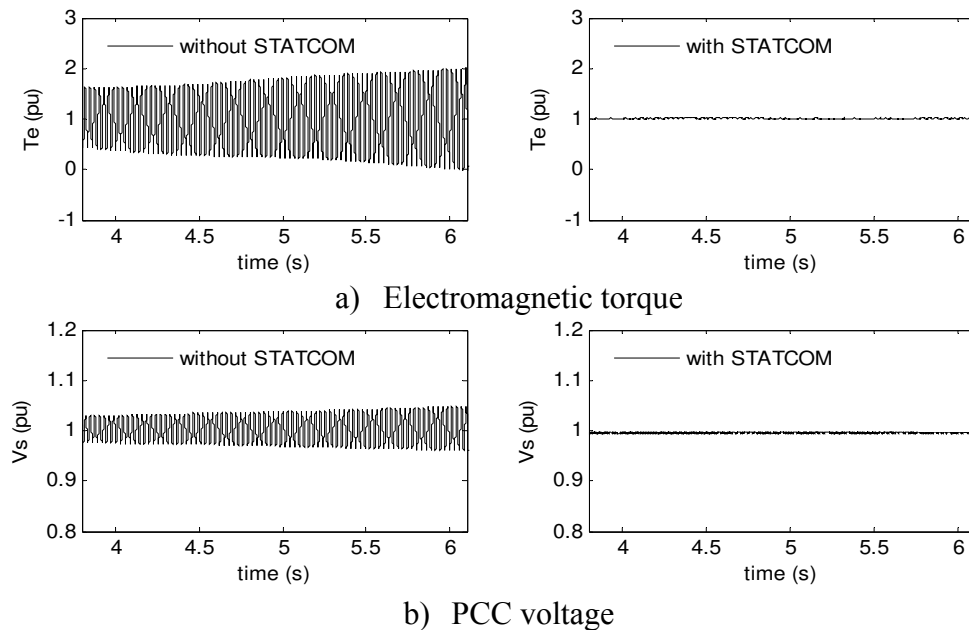 without STATCOM
with STATCOM
3
2
1
0
-1
Te (pu)
4
4.5
5
5.5
6
time (s)
3
2
1
0
-1
Te (pu)
4
4.5
5
5.5
6
time (s)
a) Electromagnetic torque
without STATCOM
with STATCOM
1.2
1.1
1
0.9
0.8
Vs (pu)
4
4.5
5
5.5
6
time (s)
1.2
1.1
1
0.9
0.8
Vs (pu)
4
4.5
5
5.5
6
time (s)
b) PCC voltage